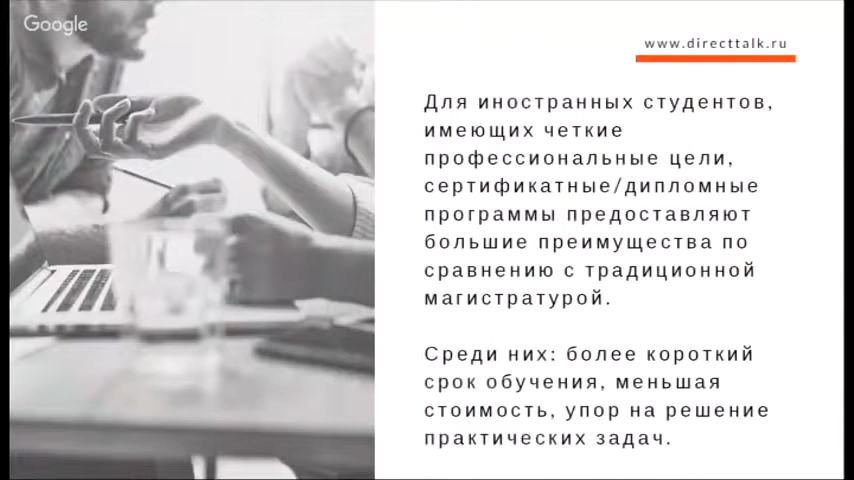 Google
www.directtalk.ru
Для иностранных студентов,
имеющих четкие
профессиональные цели,
сертификатные/дипломные
программы предоставляют
большие преимущества по
сравнению с традиционной
магистратурой.
Среди них: более короткий
срок обучения, меньшая
стоимость, упор на решение
практических задач.